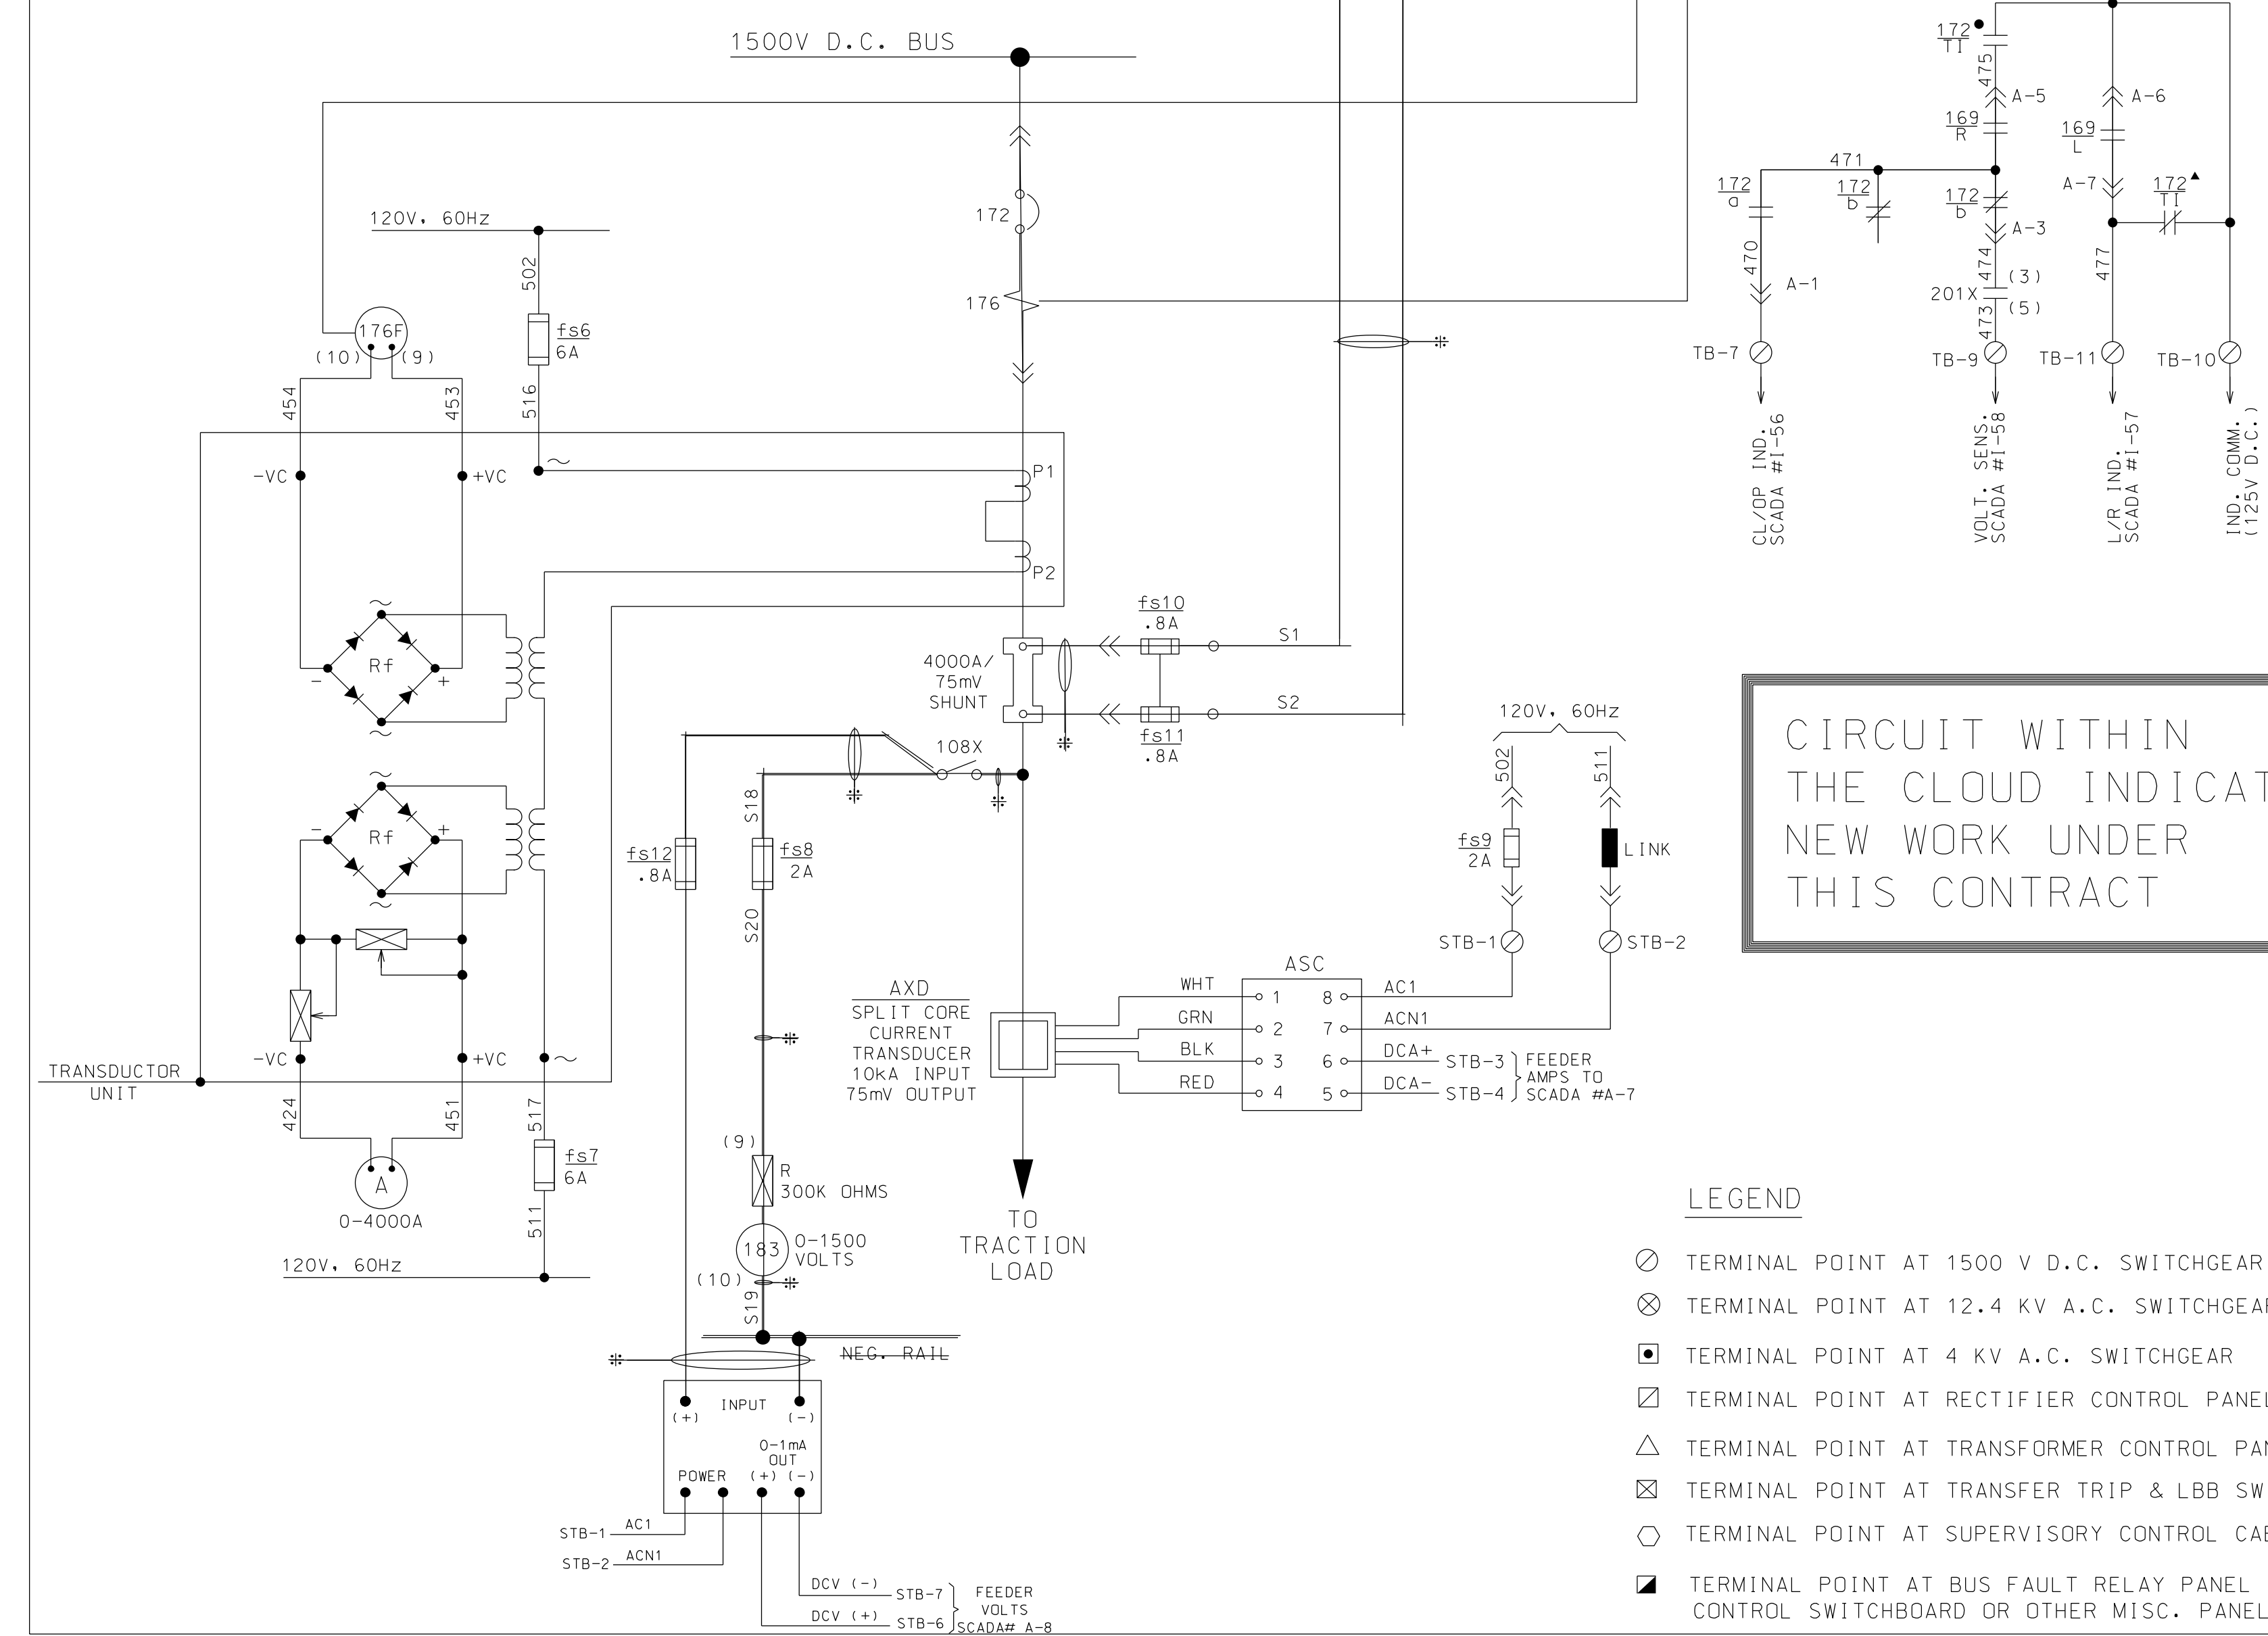 1500V D.C. BUS
172
TI
475
A-5
A-6
169
R
169
L
471
A-7
172
a
172
b
172
b
172
TI
A-3
120V, 60Hz
172
502
470
474
(3)
477
A-1
201X
(5)
473
176
176F
(10)
(9)
fs6
6A
TB-7
TB-9
TB-11
TB-10
454
453
516
CL/OP IND.
SCADA #I-56
VOLT. SENS.
SCADA #I-58
L/R IND.
SCADA #I-57
IND. COMM.
(125V D.C.)
-VC
+VC
P1
P2
fs10
.8A
S1
Rf
-
+
4000A/
75mV
SHUNT
S2
fs11
.8A
120V, 60Hz
108X
502
511
CIRCUIT WITHIN
THE CLOUD INDICAT
NEW WORK UNDER
THIS CONTRACT
S18
-
+
Rf
fs12
.8A
fs8
2A
fs9
2A
LINK
S20
STB-1
STB-2
ASC
AXD
SPLIT CORE
CURRENT
TRANSDUCER
10kA INPUT
75mV OUTPUT
WHT
1
8
AC1
GRN
2
7
ACN1
BLK
3
6
DCA+
STB-3
RED
4
5
DCA-
STB-4
FEEDER
AMPS TO
SCADA #A-7
-VC
+VC
TRANSDUCTOR
UNIT
424
451
517
(9)
fs7
6A
R
300K OHMS
A
0-4000A
511
183
0-1500
VOLTS
TO
TRACTION
LOAD
120V, 60Hz
(10)
S19
NEG. RAIL
INPUT
(+)
(-)
0-1mA
OUT
POWER
(+)
(-)
STB-1
AC1
STB-2
ACN1
DCV (-)
STB-7
DCV (+)
STB-6
FEEDER
VOLTS
SCADA# A-8
LEGEND
TERMINAL POINT AT 1500 V D.C. SWITCHGEAR
TERMINAL POINT AT 12.4 KV A.C. SWITCHGEAR
TERMINAL POINT AT 4 KV A.C. SWITCHGEAR
TERMINAL POINT AT RECTIFIER CONTROL PANEL
TERMINAL POINT AT TRANSFORMER CONTROL PAN
TERMINAL POINT AT TRANSFER TRIP & LBB SW
TERMINAL POINT AT SUPERVISORY CONTROL CAB
TERMINAL POINT AT BUS FAULT RELAY PANEL
CONTROL SWITCHBOARD OR OTHER MISC. PANEL